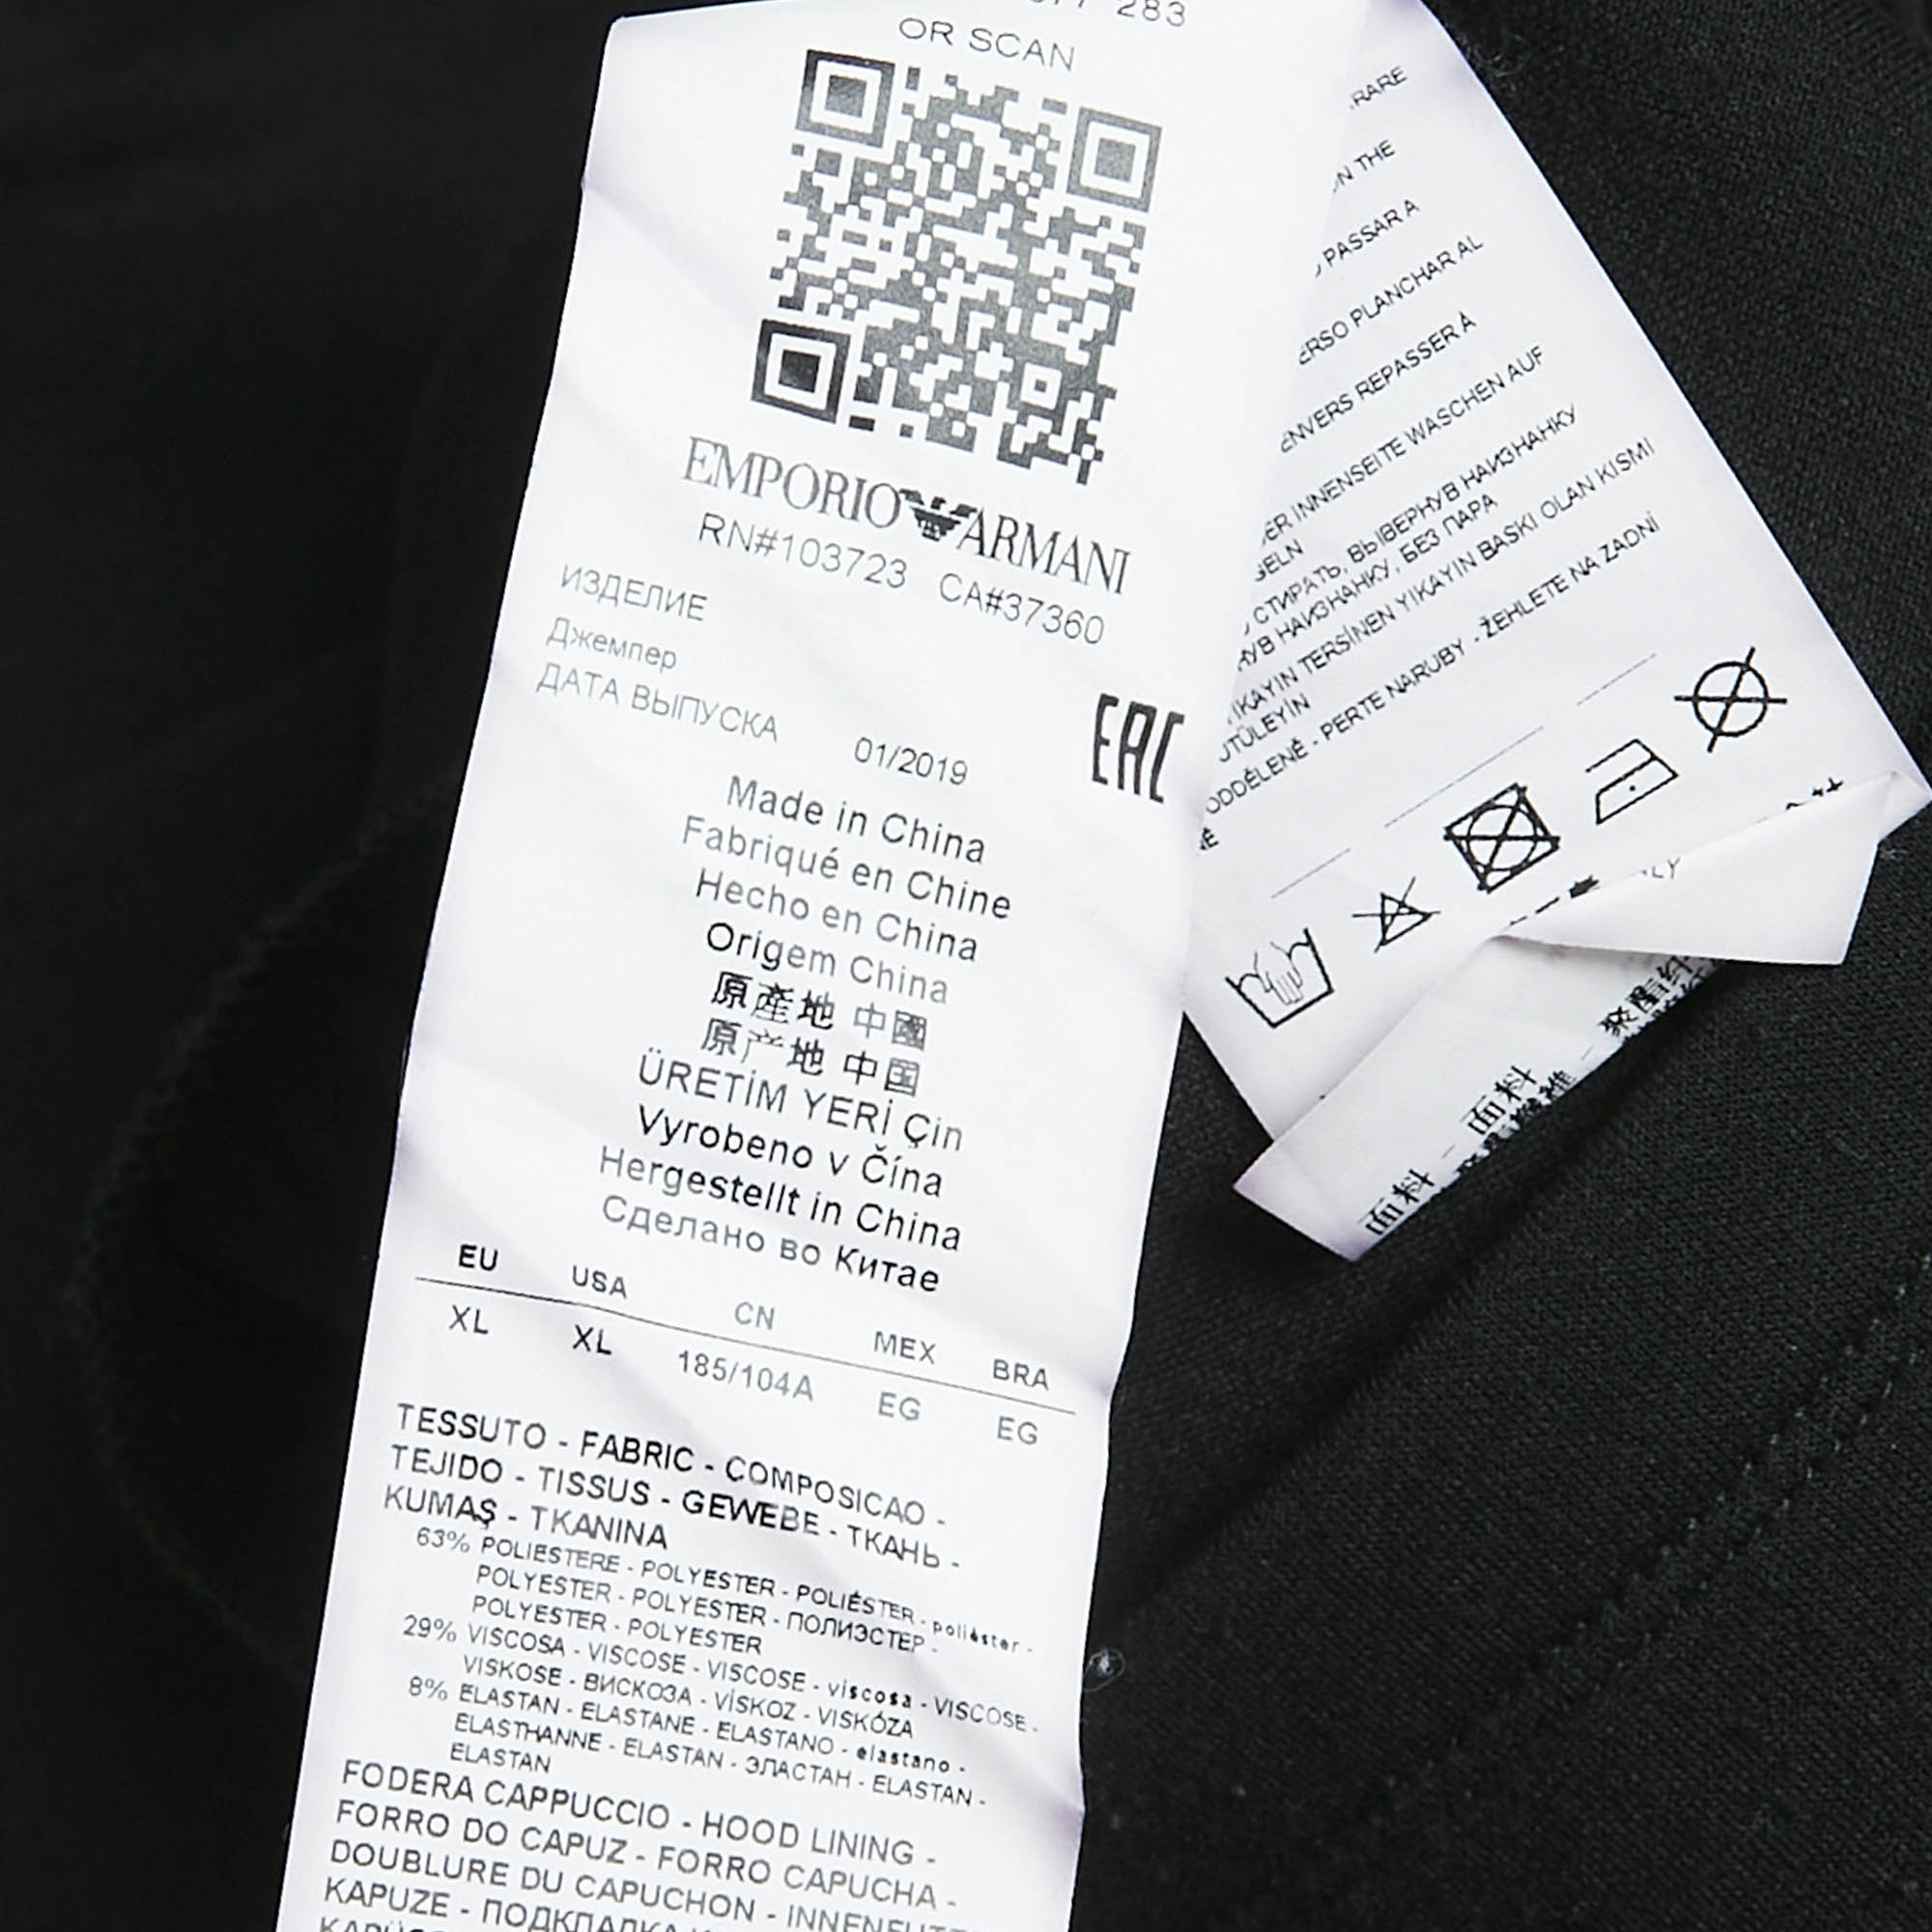 283
OR SCAN
EMPORIO ARMANI
RN#103723 CA#37360
ИЗДЕЛИЕ
Джемпер
ДАТА ВЫПУСКА
01/2019
EAC
Made in China
Fabriqué en Chine
Hecho en China
Origem China
原產地 中國
原产地 中国
ÜRETİM YERİ Çin
Vyrobeno v Čína
Hergestellt in China
Сделано во Китае
EU USA CN MEX BRA
XL XL 185/104A EG EG
TESSUTO - FABRIC - COMPOSICAO -
TEJIDO - TISSUS - GEWEBE - ТКАНЬ -
KUMAŞ - TKANINA
63% POLIESTERE - POLYESTER - POLIÉSTER - poliéster -
POLYESTER - POLYESTER - ПОЛИЭСТЕР -
POLYESTER - POLYESTER
29% VISCOSA - VISCOSE - VISCOSE - viscosa - VISCOSE -
VISKOSE - ВИСКОЗА - VİSKOZ - VISKÓZA
8% ELASTAN - ELASTANE - ELASTANO - elastano -
ELASTHANNE - ELASTAN - ЭЛАСТАН - ELASTAN -
ELASTAN
FODERA CAPPUCCIO - HOOD LINING -
FORRO DO CAPUZ - FORRO CAPUCHA -
DOUBLURE DU CAPUCHON -
KAPUZE -
THE
PASSAR A
PLANCHAR AL
REPASSER À
INNENSEITE WASCHEN AUF
СТИРАТЬ, ВЫВЕРНУВ НАИЗНАНКУ
НАИЗНАНКУ, БЕЗ ПАРА
TERSİNEN YIKAYIN BASKI OLAN KISMI
ÜTÜLEYİN
ODDĚLENĚ - PERTE NARUBY - ŽEHLETE NA ZADNÍ
面料
面料